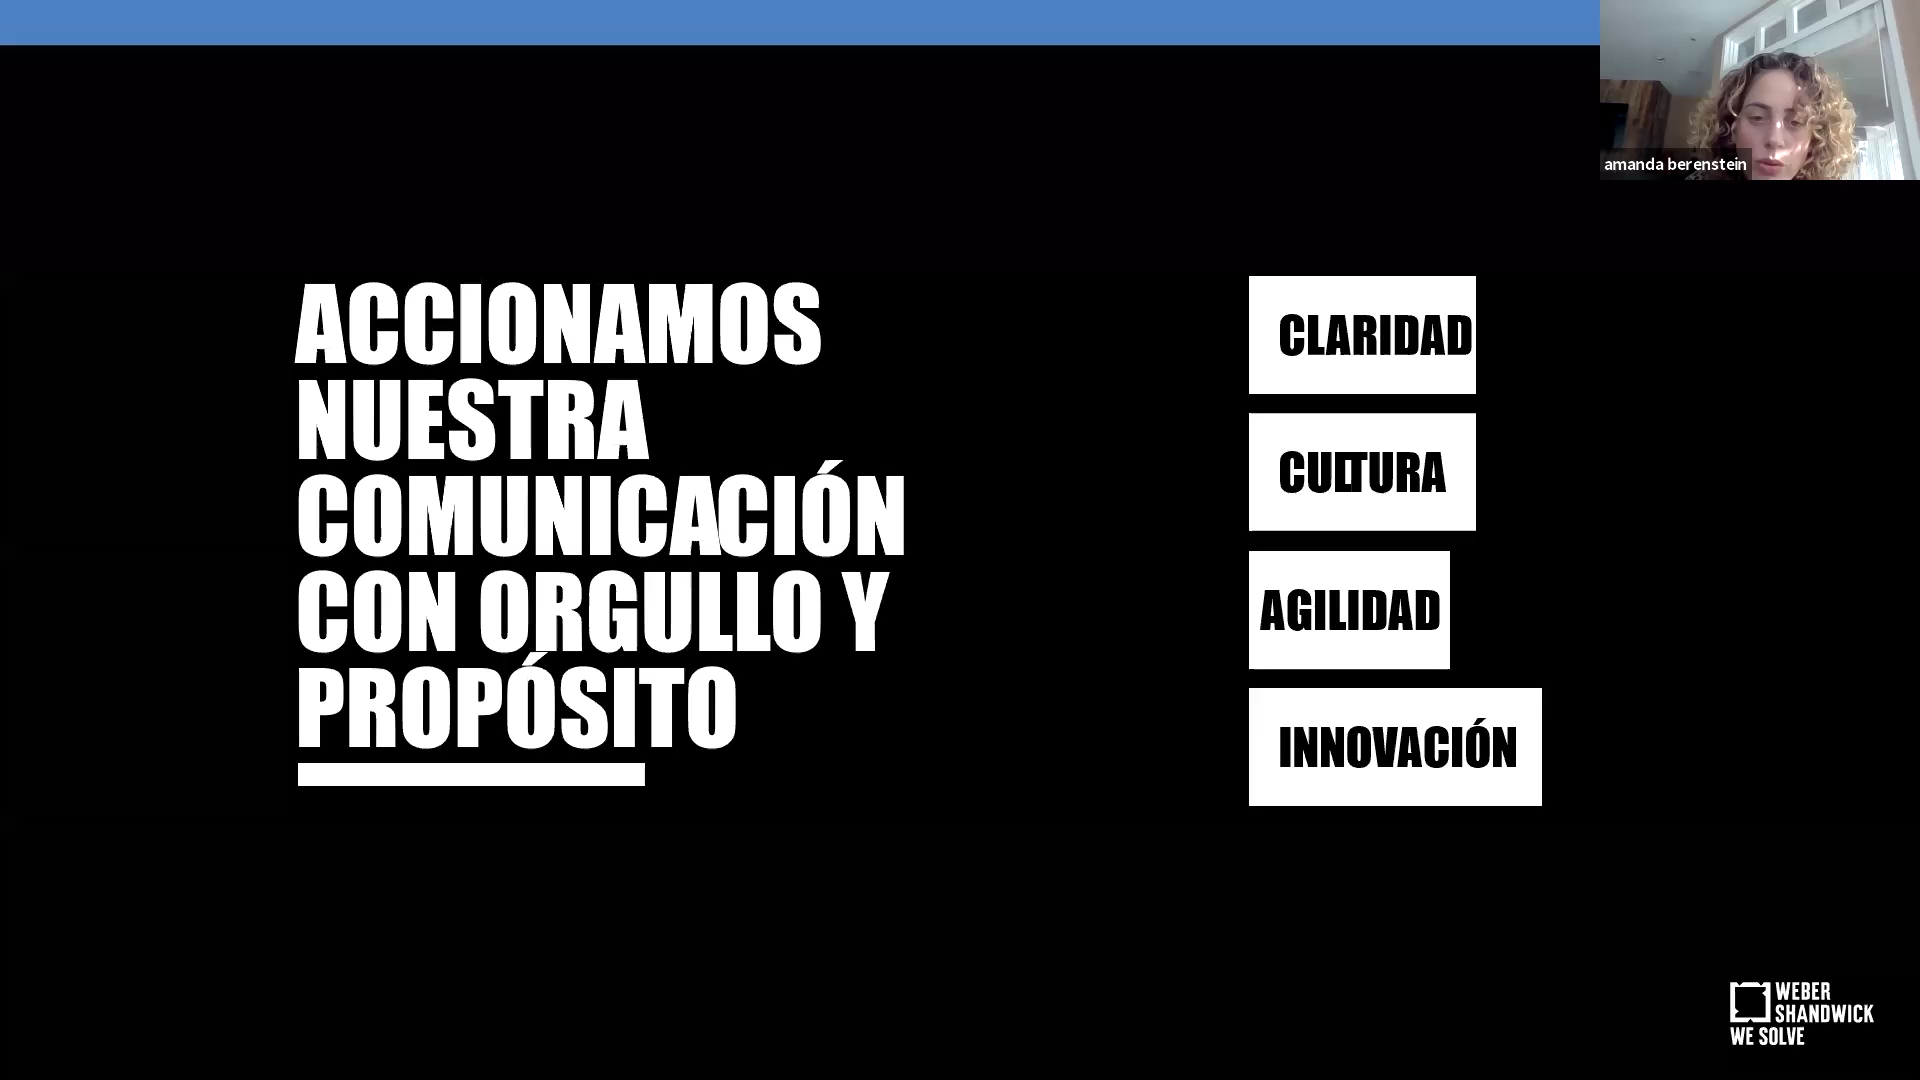 amanda berenstein
ACCIONAMOS
NUESTRA
COMUNICACIÓN
CON ORGULLO Y
PROPÓSITO
CLARIDAD
CULTURA
AGILIDAD
INNOVACIÓN
WEBER
SHANDWICK
WE SOLVE